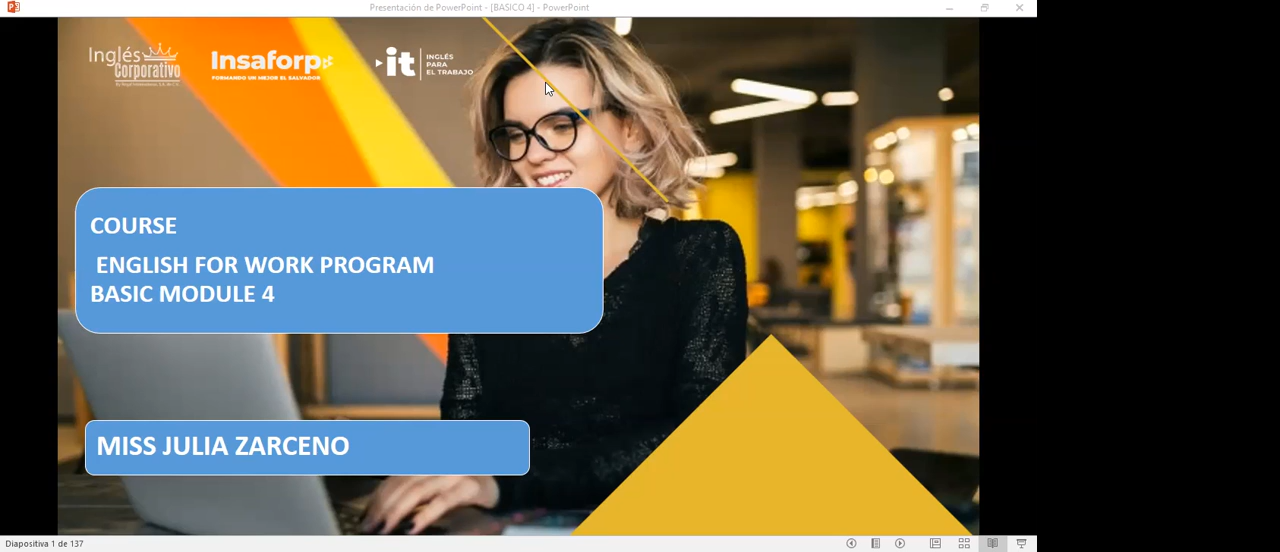 Presentación de PowerPoint - [BASICO 4] - PowerPoint
Inglés
Corporativo
Insaforp
FORMANDO UN MEJOR EL SALVADOR
it
INGLÉS
PARA
EL TRABAJO
COURSE
ENGLISH FOR WORK PROGRAM
BASIC MODULE 4
MISS JULIA ZARCENO
Diapositiva 1 de 137